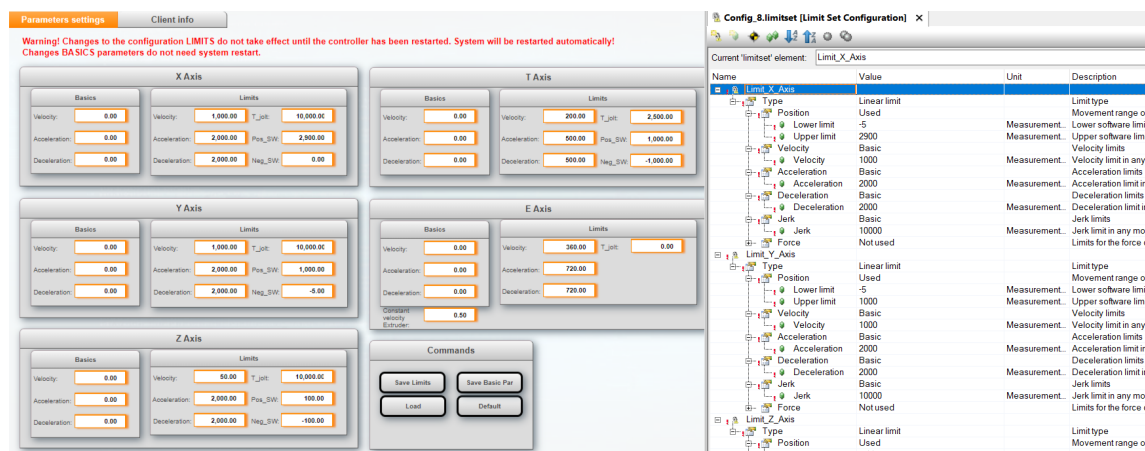 Parameters settings Client info
Warning! Changes to the configuration LIMITS do not take effect until the controller has been restarted. System will be restarted automatically!
Changes BASICS parameters do not need system restart.
X Axis
Basics
Velocity: 0.00
Acceleration: 0.00
Deceleration: 0.00
Limits
Velocity: 1,000.00 T_jolt: 10,000.00
Acceleration: 2,000.00 Pos_SW: 2,900.00
Deceleration: 2,000.00 Neg_SW: 0.00
T Axis
Basics
Velocity: 0.00
Acceleration: 0.00
Deceleration: 0.00
Limits
Velocity: 200.00 T_jolt: 2,500.00
Acceleration: 500.00 Pos_SW: 1,000.00
Deceleration: 500.00 Neg_SW: -1,000.00
Y Axis
Basics
Velocity: 0.00
Acceleration: 0.00
Deceleration: 0.00
Limits
Velocity: 1,000.00 T_jolt: 10,000.00
Acceleration: 2,000.00 Pos_SW: 1,000.00
Deceleration: 2,000.00 Neg_SW: -5.00
E Axis
Basics
Velocity: 0.00
Acceleration: 0.00
Deceleration: 0.00
Constant
velocity
Extruder: 0.50
Limits
Velocity: 360.00 T_jolt: 0.00
Acceleration: 720.00
Deceleration: 720.00
Z Axis
Basics
Velocity: 0.00
Acceleration: 0.00
Deceleration: 0.00
Limits
Velocity: 50.00 T_jolt: 10,000.00
Acceleration: 2,000.00 Pos_SW: 100.00
Deceleration: 2,000.00 Neg_SW: -100.00
Commands
Save Limits Save Basic Par
Load Default
Config_8.limitset [Limit Set Configuration] ×
Current 'limitset' element: Limit_X_Axis
Name Value Unit Description
Limit_X_Axis
Type Linear limit Limit type
Position Used Movement range o
Lower limit -5 Measurement... Lower software limi
Upper limit 2900 Measurement... Upper software lim
Velocity Basic Velocity limits
Velocity 1000 Measurement... Velocity limit in any
Acceleration Basic Acceleration limits
Acceleration 2000 Measurement... Acceleration limit in
Deceleration Basic Deceleration limits
Deceleration 2000 Measurement... Deceleration limit i
Jerk Basic Jerk limits
Jerk 10000 Measurement... Jerk limit in any mo
Force Not used Limits for the force
Limit_Y_Axis
Type Linear limit Limit type
Position Used Movement range o
Lower limit -5 Measurement... Lower software limi
Upper limit 1000 Measurement... Upper software lim
Velocity Basic Velocity limits
Velocity 1000 Measurement... Velocity limit in any
Acceleration Basic Acceleration limits
Acceleration 2000 Measurement... Acceleration limit in
Deceleration Basic Deceleration limits
Deceleration 2000 Measurement... Deceleration limit i
Jerk Basic Jerk limits
Jerk 10000 Measurement... Jerk limit in any mo
Force Not used Limits for the force
Limit_Z_Axis
Type Linear limit Limit type
Position Used Movement range o